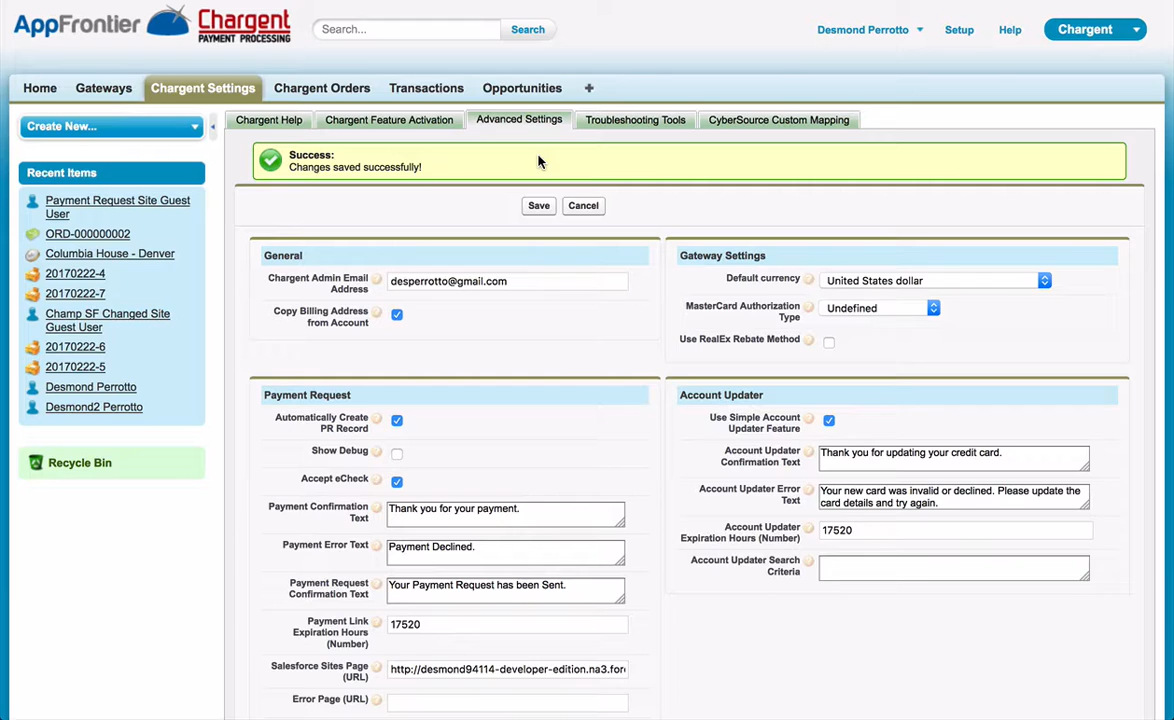 AppFrontier Chargent
PAYMENT PROCESSING
Search...
Search
Desmond Perrotto
Setup
Help
Chargent
Home
Gateways
Chargent Settings
Chargent Orders
Transactions
Opportunities
+
Create New...
Recent Items
Payment Request Site Guest
User
ORD-000000002
Columbia House - Denver
20170222-4
20170222-7
Champ SF Changed Site
Guest User
20170222-6
20170222-5
Desmond Perrotto
Desmond2 Perrotto
Recycle Bin
Chargent Help
Chargent Feature Activation
Advanced Settings
Troubleshooting Tools
CyberSource Custom Mapping
Success:
Changes saved successfully!
Save
Cancel
General
Chargent Admin Email
Address
desperrotto@gmail.com
Copy Billing Address
from Account
Gateway Settings
Default currency
United States dollar
MasterCard Authorization
Type
Undefined
Use RealEx Rebate Method
Payment Request
Automatically Create
PR Record
Show Debug
Accept eCheck
Payment Confirmation
Text
Thank you for your payment.
Payment Error Text
Payment Declined.
Payment Request
Confirmation Text
Your Payment Request has been Sent.
Payment Link
Expiration Hours
(Number)
17520
Salesforce Sites Page
(URL)
http://desmond94114-developer-edition.na3.for
Error Page (URL)
Account Updater
Use Simple Account
Updater Feature
Account Updater
Confirmation Text
Thank you for updating your credit card.
Account Updater Error
Text
Your new card was invalid or declined. Please update the
card details and try again.
Account Updater
Expiration Hours (Number)
17520
Account Updater Search
Criteria